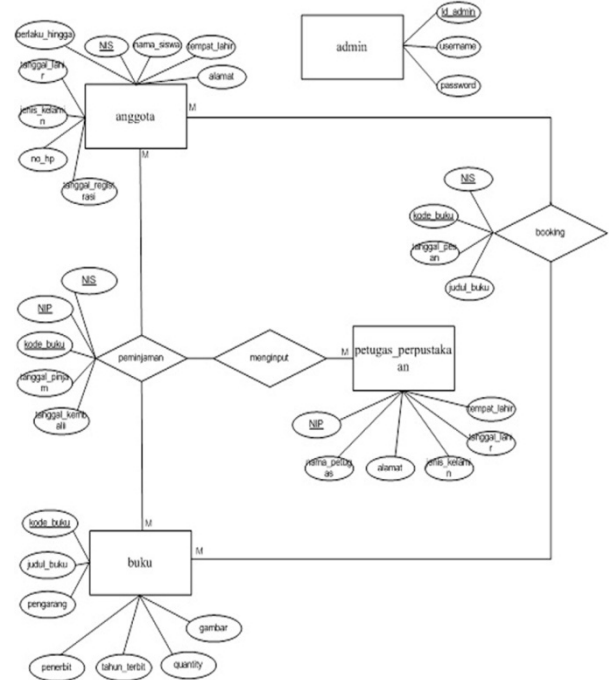 id_admin
admin
username
password
berlaku_hingga
NIS
nama_siswa
tempat_lahir
alamat
tanggal_lahi
r
jenis_kelami
n
no_hp
tanggal_regist
rasi
anggota
M
M
NIS
kode_buku
tanggal_pes
an
judul_buku
booking
NIS
NIP
kode_buku
tanggal_pinja
m
tanggal_kemb
alii
peminjaman
menginput
M
petugas_perpustaka
an
NIP
nama_petug
as
alamat
jenis_kelami
n
tanggal_lahi
r
tempat_lahir
M
M
kode_buku
judul_buku
pengarang
buku
penerbit
tahun_terbit
quantity
gambar